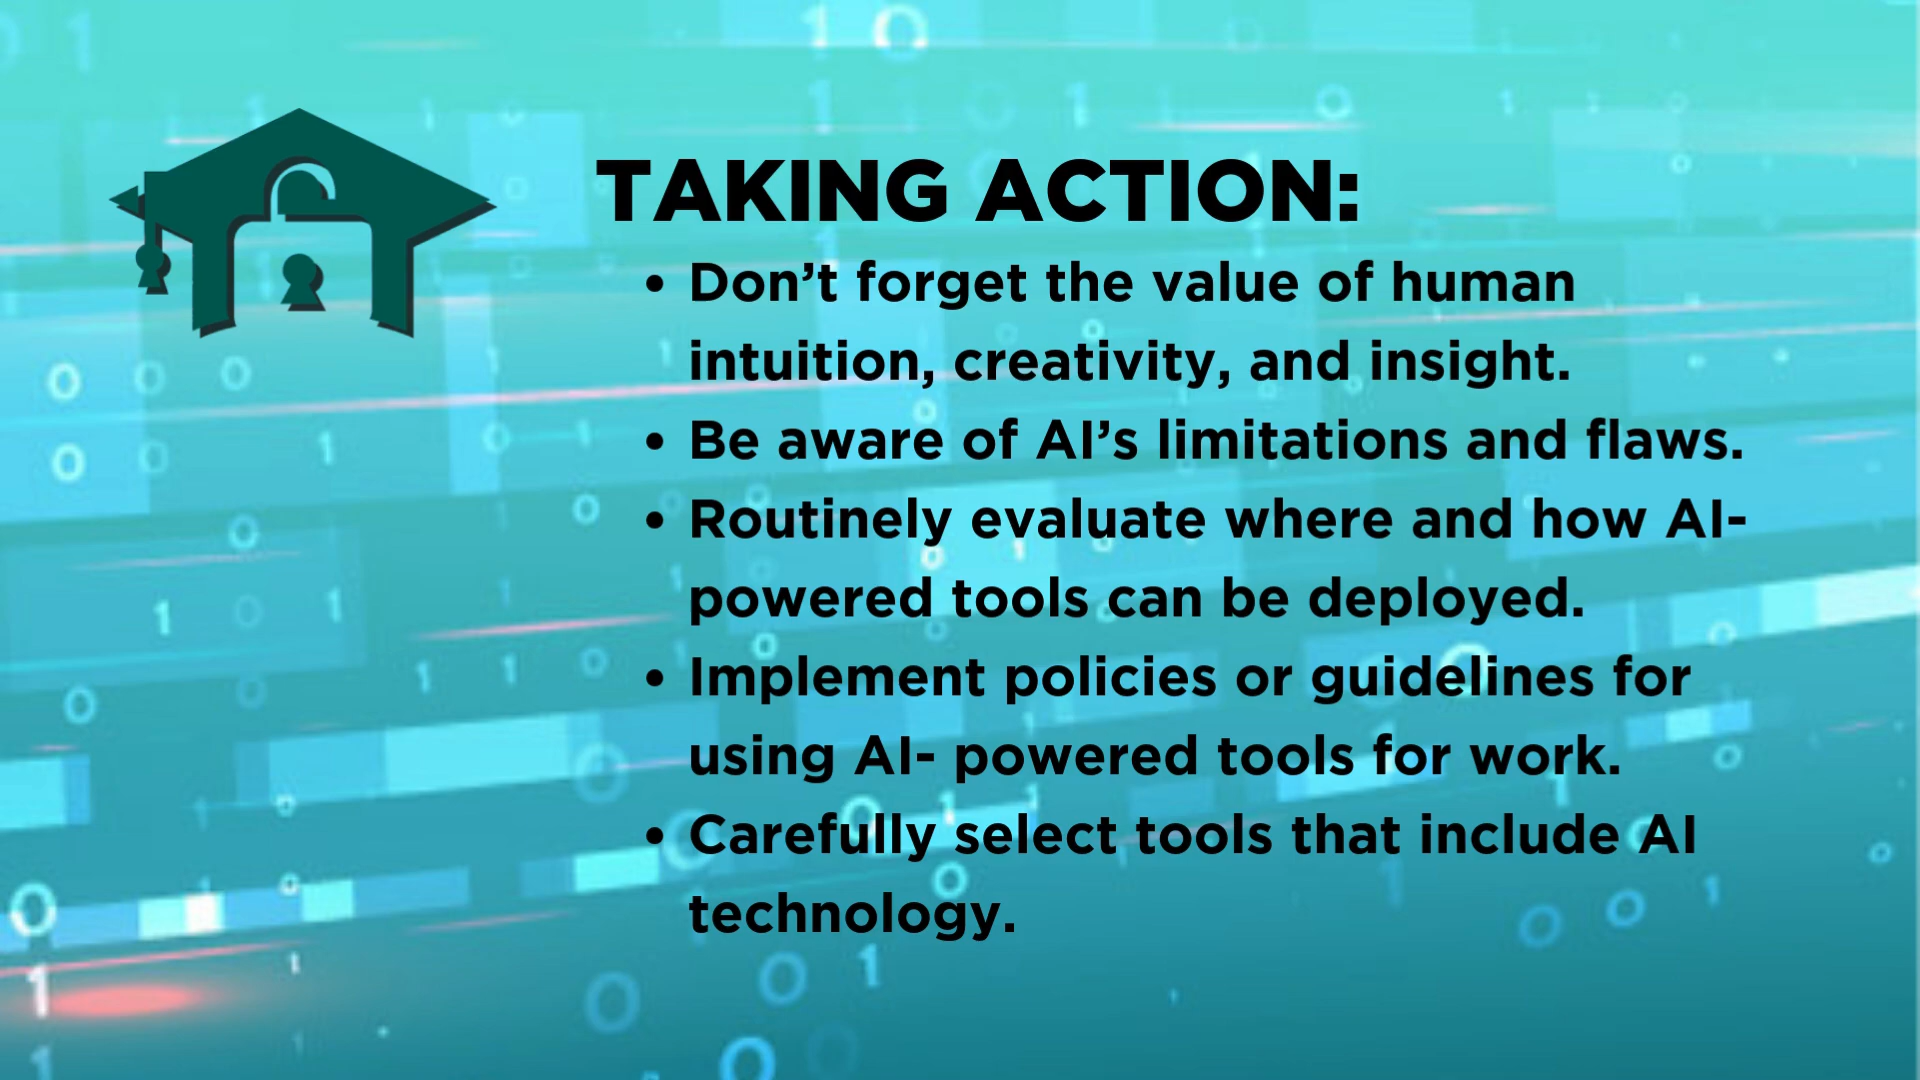 TAKING ACTION:
• Don’t forget the value of human
intuition, creativity, and insight.
• Be aware of AI’s limitations and flaws.
• Routinely evaluate where and how AI-
powered tools can be deployed.
• Implement policies or guidelines for
using AI- powered tools for work.
• Carefully select tools that include AI
technology.